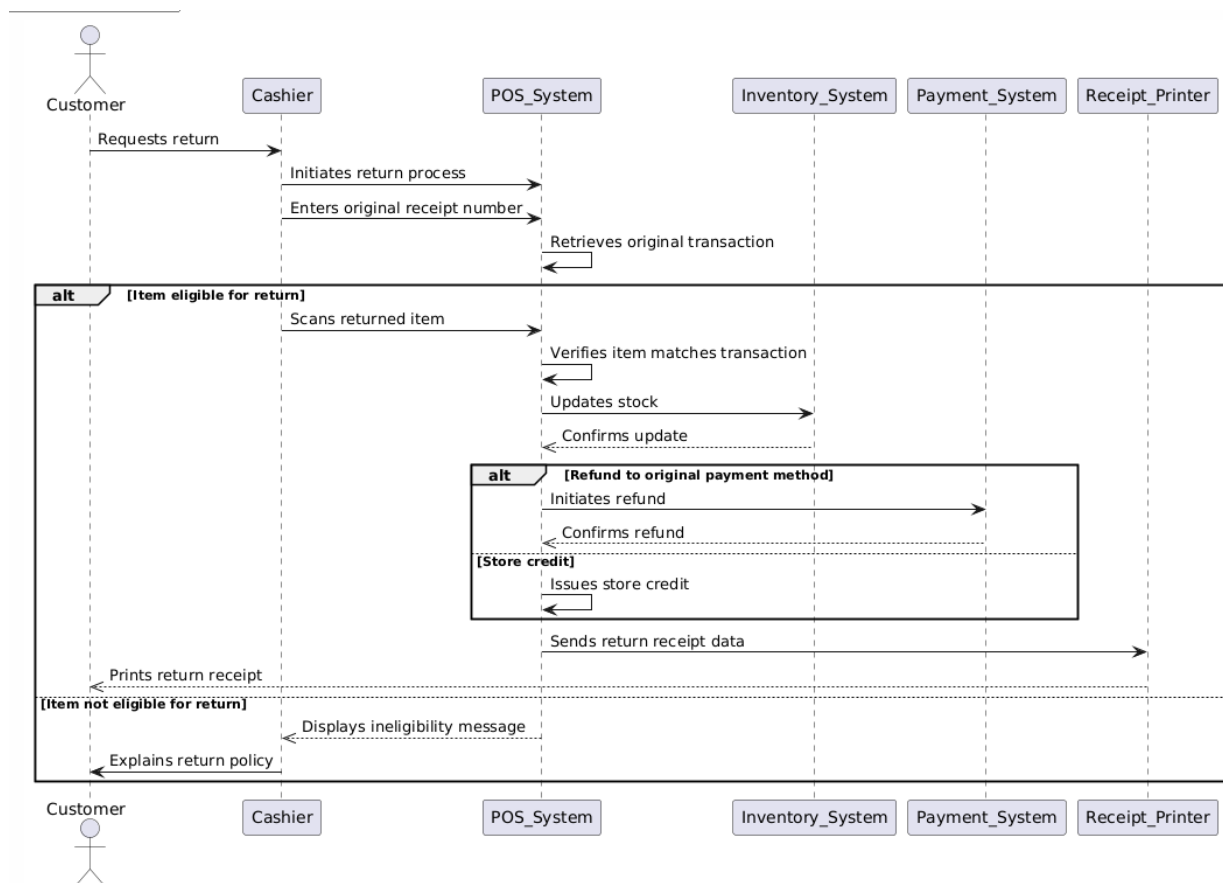 Customer
Cashier
POS_System
Inventory_System
Payment_System
Receipt_Printer
Requests return
Initiates return process
Enters original receipt number
Retrieves original transaction
alt
[Item eligible for return]
Scans returned item
Verifies item matches transaction
Updates stock
Confirms update
alt
[Refund to original payment method]
Initiates refund
Confirms refund
[Store credit]
Issues store credit
Sends return receipt data
Prints return receipt
[Item not eligible for return]
Displays ineligibility message
Explains return policy
Customer
Cashier
POS_System
Inventory_System
Payment_System
Receipt_Printer